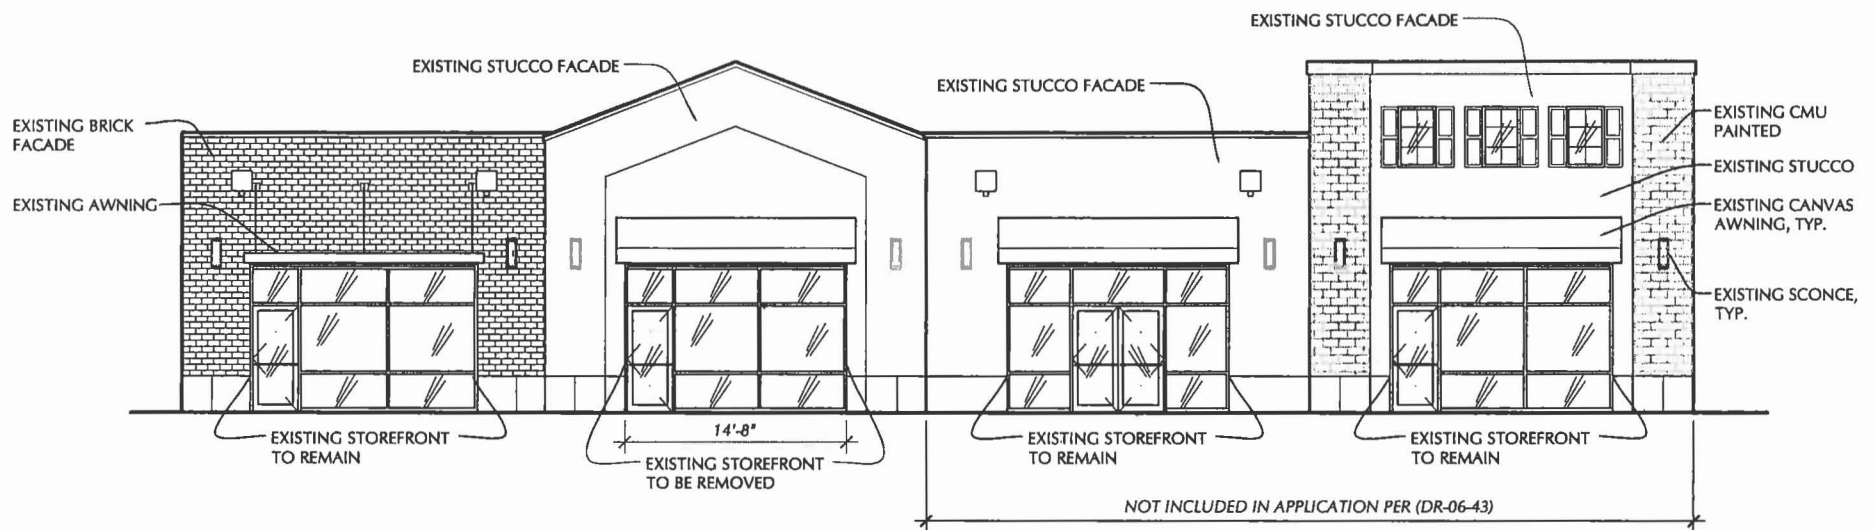 EXISTING STUCCO FACADE
EXISTING STUCCO FACADE
EXISTING STUCCO FACADE
EXISTING BRICK
FACADE
EXISTING CMU
PAINTED
EXISTING STUCCO
EXISTING AWNING
EXISTING CANVAS
AWNING, TYP.
EXISTING SCONCE,
TYP.
14'-8"
EXISTING STOREFRONT
TO REMAIN
EXISTING STOREFRONT
TO BE REMOVED
EXISTING STOREFRONT
TO REMAIN
EXISTING STOREFRONT
TO REMAIN
NOT INCLUDED IN APPLICATION PER (DR-06-43)